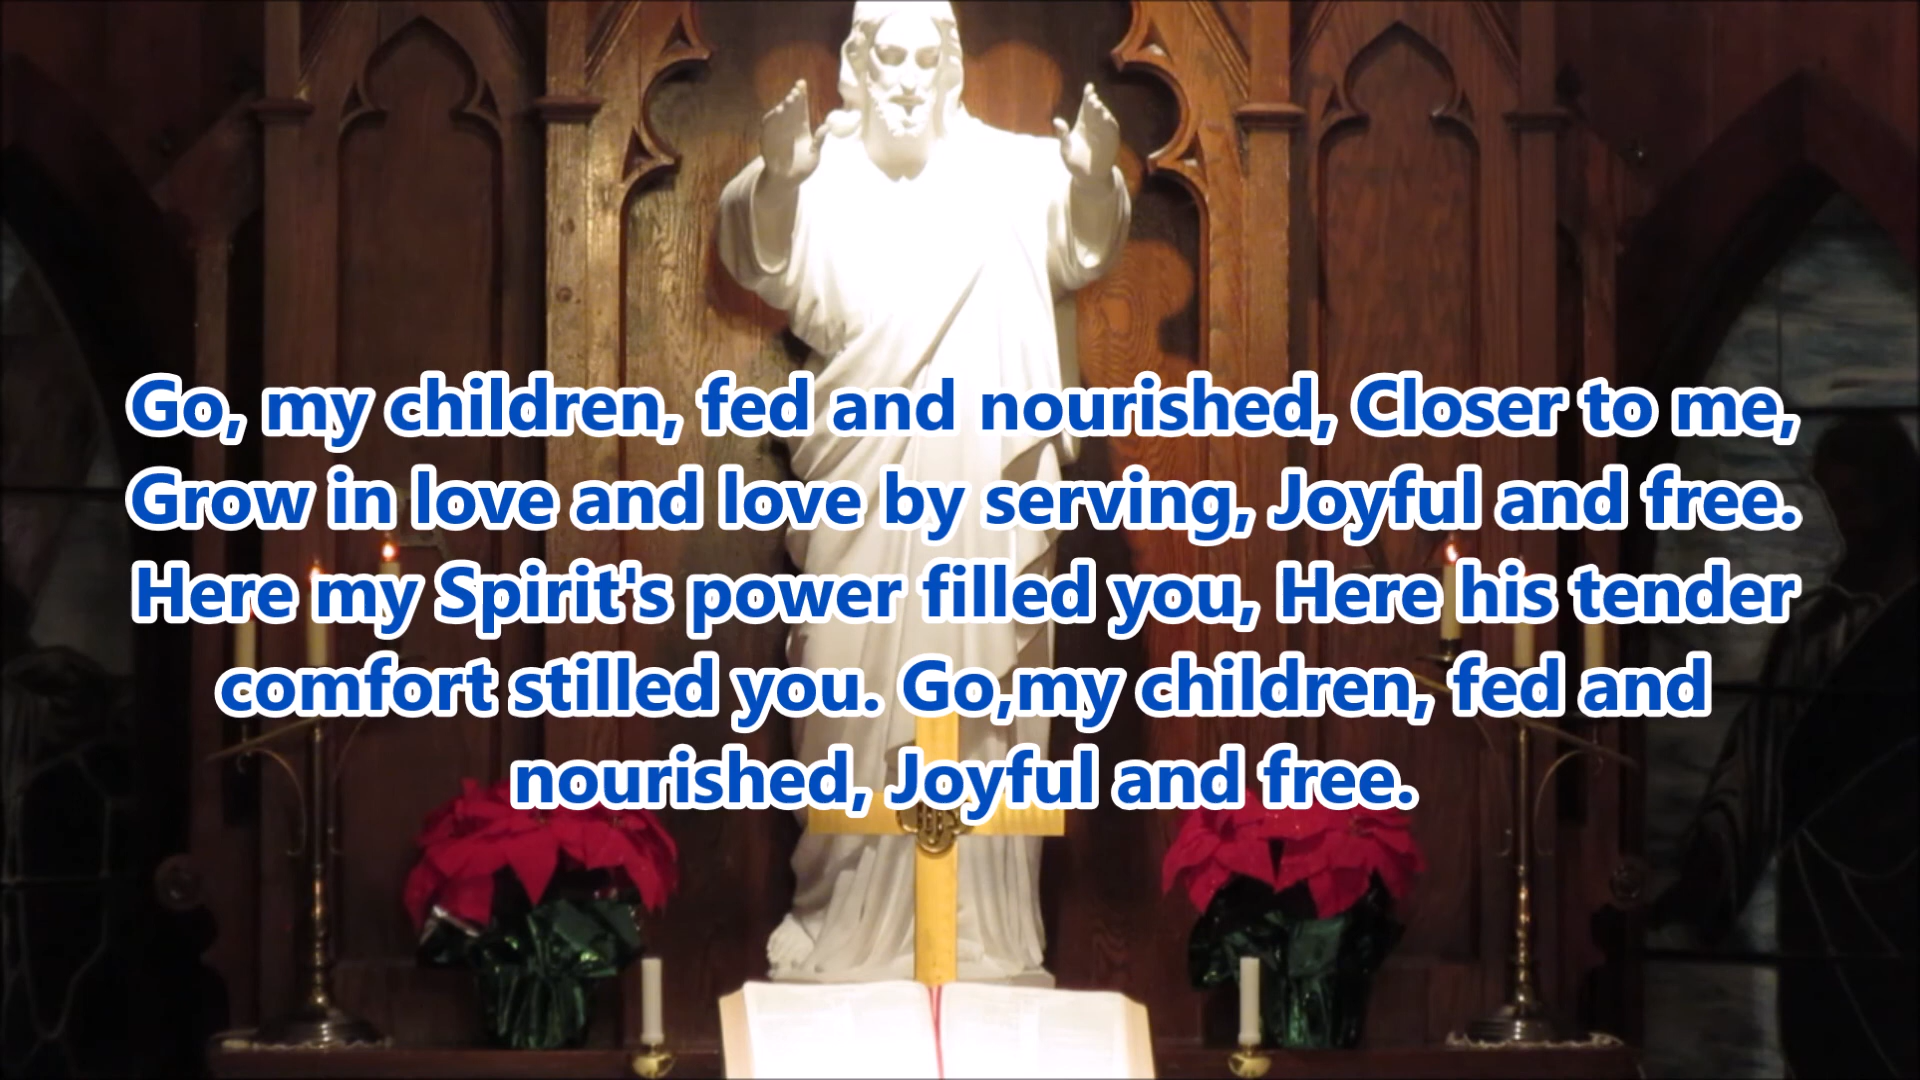 Go, my children, fed and nourished, Closer to me,
Grow in love and love by serving, Joyful and free.
Here my Spirit's power filled you, Here his tender
comfort stilled you. Go,my children, fed and
nourished, Joyful and free.